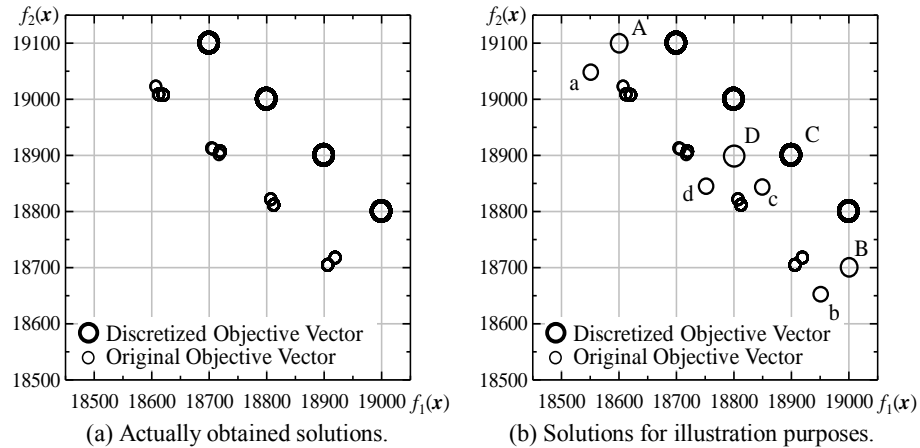 f₂(x)
19100
19000
18900
18800
18700
18600
18500
Discretized Objective Vector
Original Objective Vector
18500 18600 18700 18800 18900 19000 f₁(x)
(a) Actually obtained solutions.
f₂(x)
19100
19000
18900
18800
18700
18600
18500
A
a
D
C
d
c
B
b
Discretized Objective Vector
Original Objective Vector
18500 18600 18700 18800 18900 19000 f₁(x)
(b) Solutions for illustration purposes.